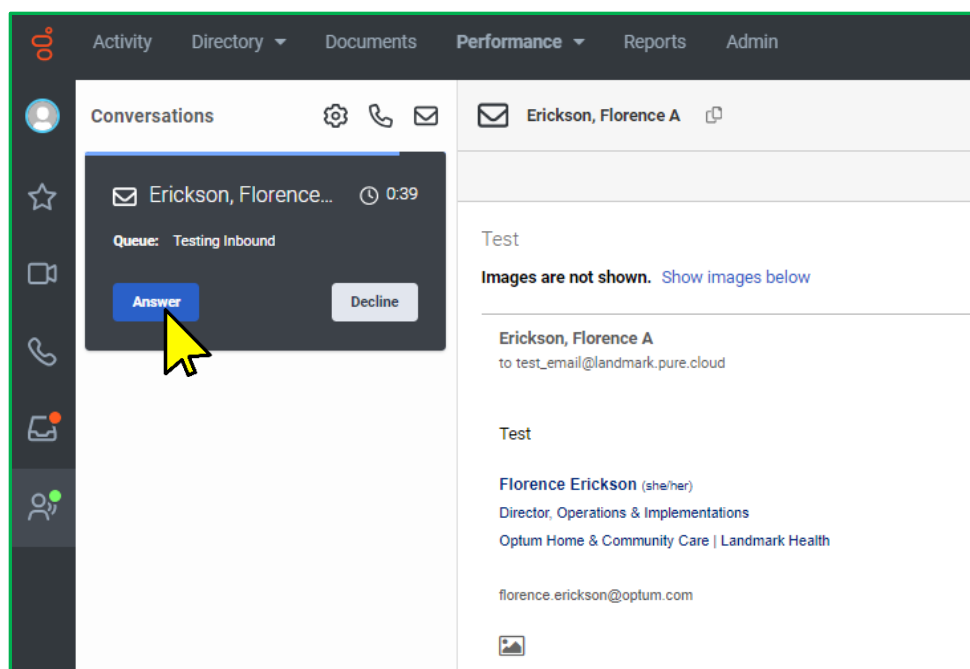 Activity Directory Documents Performance Reports Admin
Conversations
Erickson, Florence... 0:39
Queue: Testing Inbound
Answer Decline
Erickson, Florence A
Test
Images are not shown. Show images below
Erickson, Florence A
to test_email@landmark.pure.cloud
Test
Florence Erickson (she/her)
Director, Operations & Implementations
Optum Home & Community Care | Landmark Health
florence.erickson@optum.com